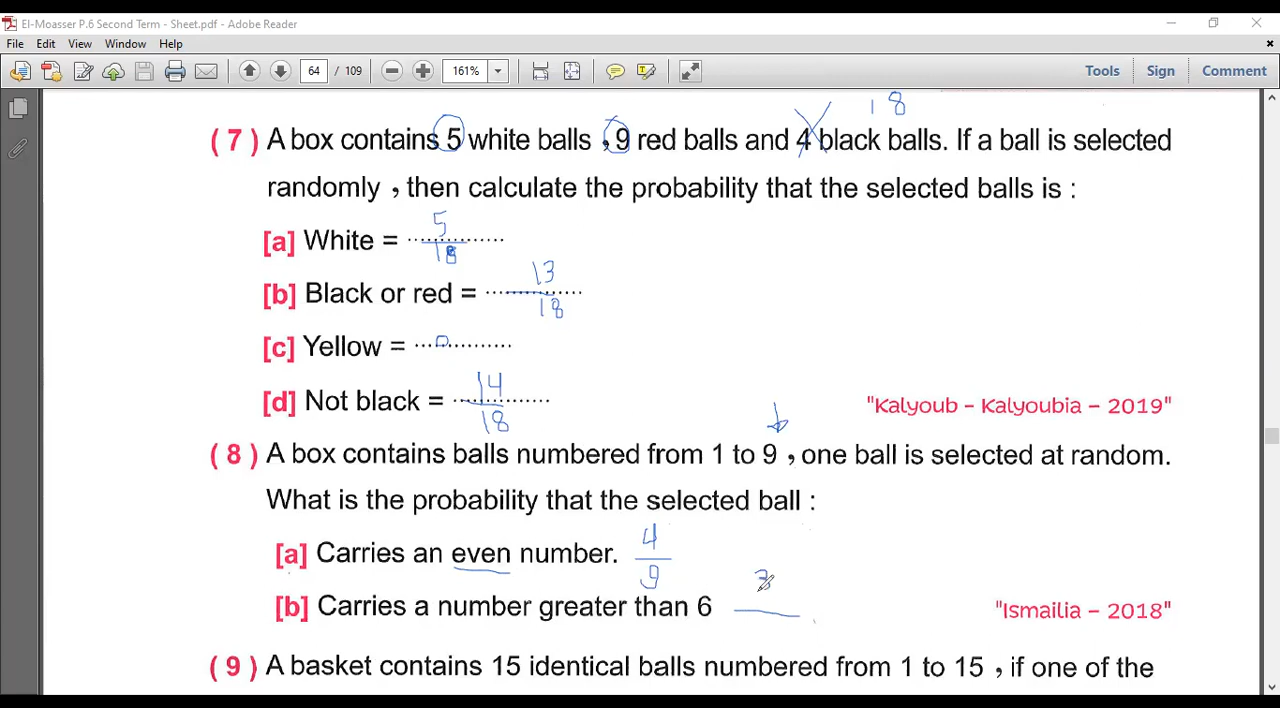 El-Moasser P.6 Second Term - Sheet.pdf - Adobe Reader
File Edit View Window Help
64 / 109 161% Tools Sign Comment
18
( 7 ) A box contains 5 white balls , 9 red balls and 4 black balls. If a ball is selected
randomly , then calculate the probability that the selected balls is :
[a] White = 5/18
[b] Black or red = 13/18
[c] Yellow = 0
[d] Not black = 14/18 "Kalyoub - Kalyoubia - 2019"
( 8 ) A box contains balls numbered from 1 to 9 , one ball is selected at random.
What is the probability that the selected ball :
[a] Carries an even number. 4/9
[b] Carries a number greater than 6 3 "Ismailia - 2018"
( 9 ) A basket contains 15 identical balls numbered from 1 to 15 , if one of the